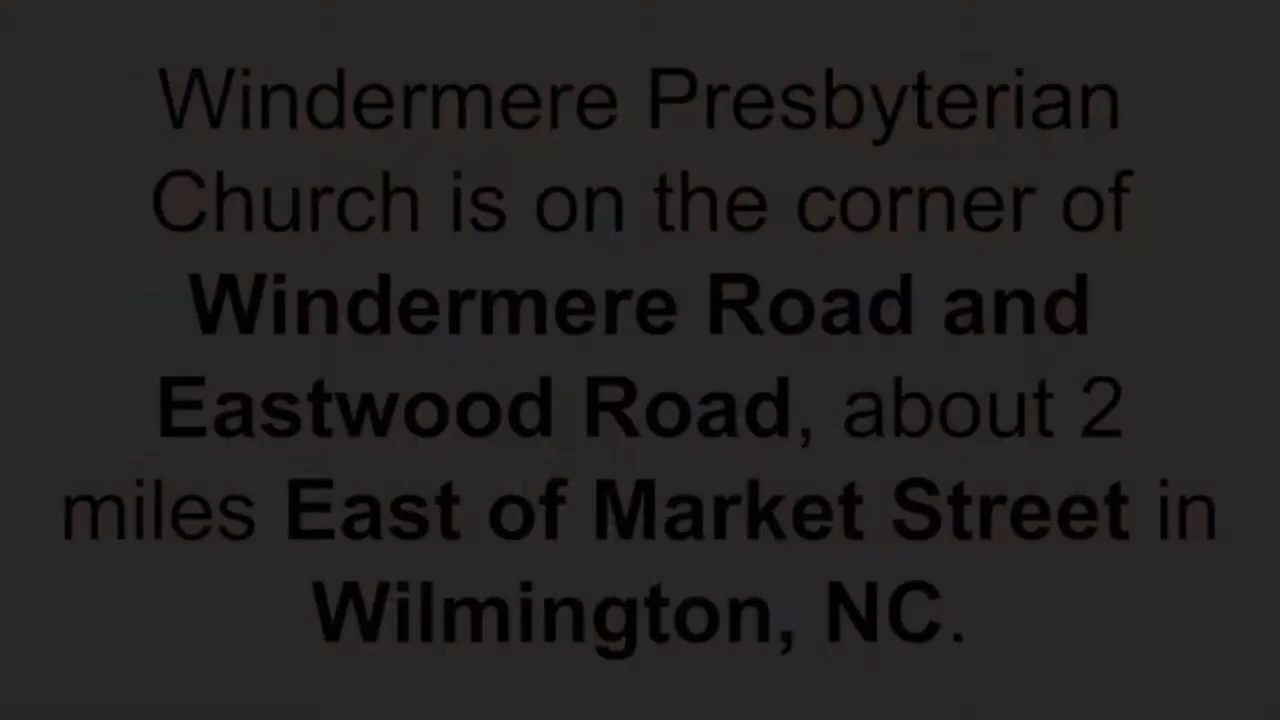 Windermere Presbyterian
Church is on the corner of
Windermere Road and
Eastwood Road, about 2
miles East of Market Street in
Wilmington, NC.